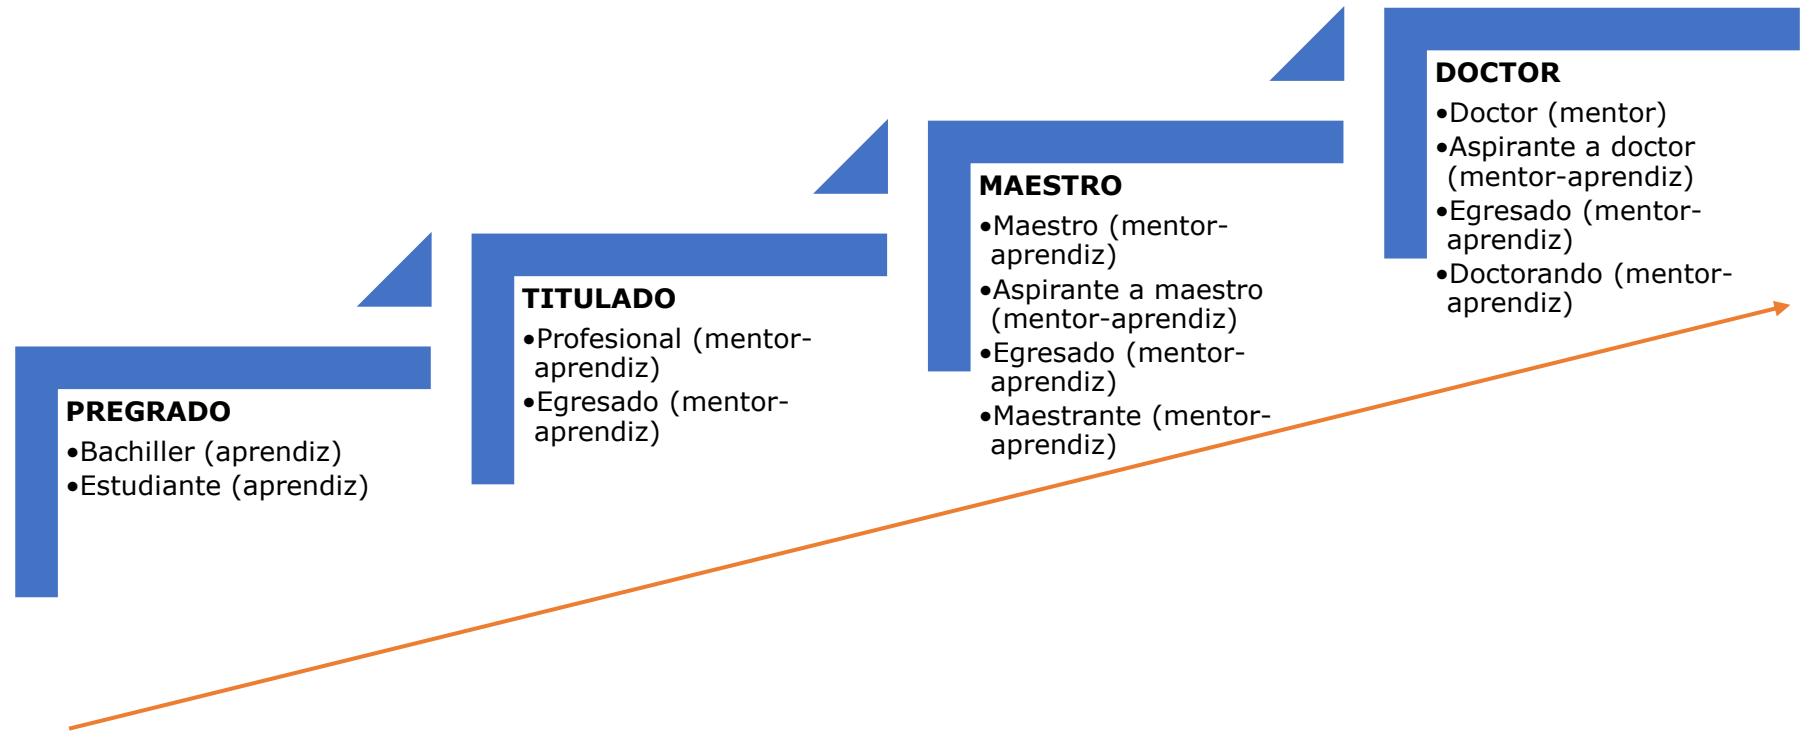 PREGRADO
•Bachiller (aprendiz)
•Estudiante (aprendiz)
TITULADO
•Profesional (mentor-
aprendiz)
•Egresado (mentor-
aprendiz)
MAESTRO
•Maestro (mentor-
aprendiz)
•Aspirante a maestro
(mentor-aprendiz)
•Egresado (mentor-
aprendiz)
•Maestrante (mentor-
aprendiz)
DOCTOR
•Doctor (mentor)
•Aspirante a doctor
(mentor-aprendiz)
•Egresado (mentor-
aprendiz)
•Doctorando (mentor-
aprendiz)